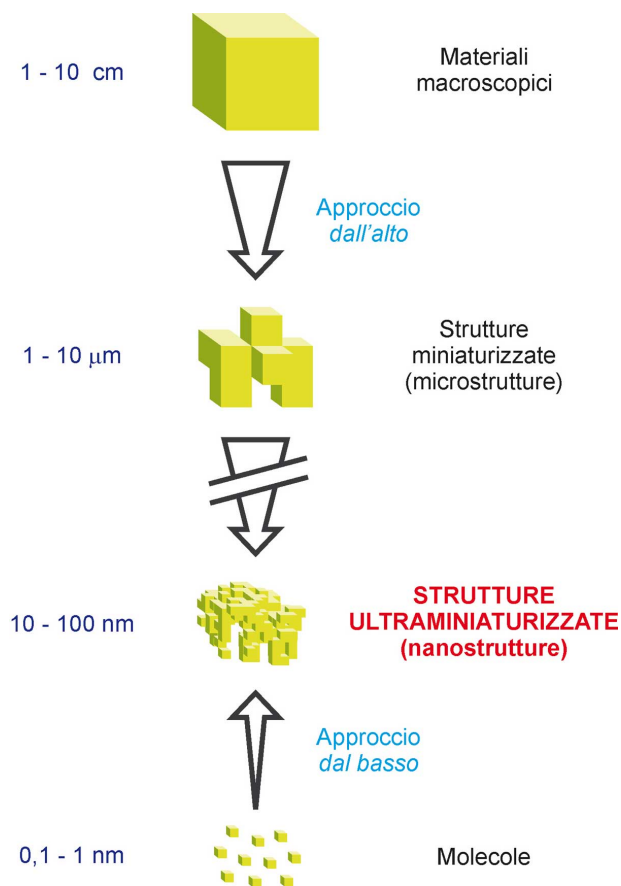 1 - 10 cm
Materiali
macroscopici
Approccio
dall'alto
1 - 10 μm
Strutture
miniaturizzate
(microstrutture)
10 - 100 nm
STRUTTURE
ULTRAMINIATURIZZATE
(nanostrutture)
Approccio
dal basso
0,1 - 1 nm
Molecole